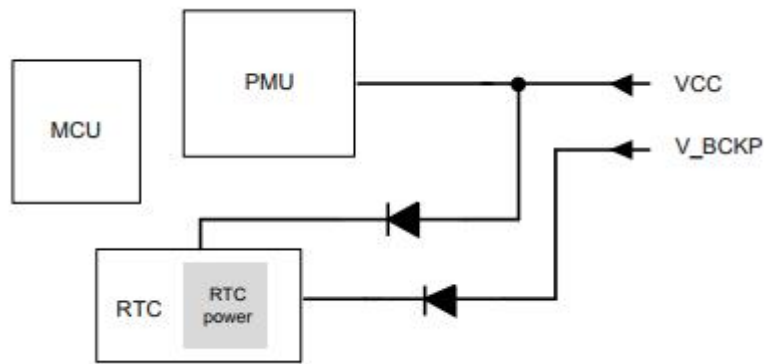 PMU
VCC
MCU
V_BCKP
RTC
RTC
power